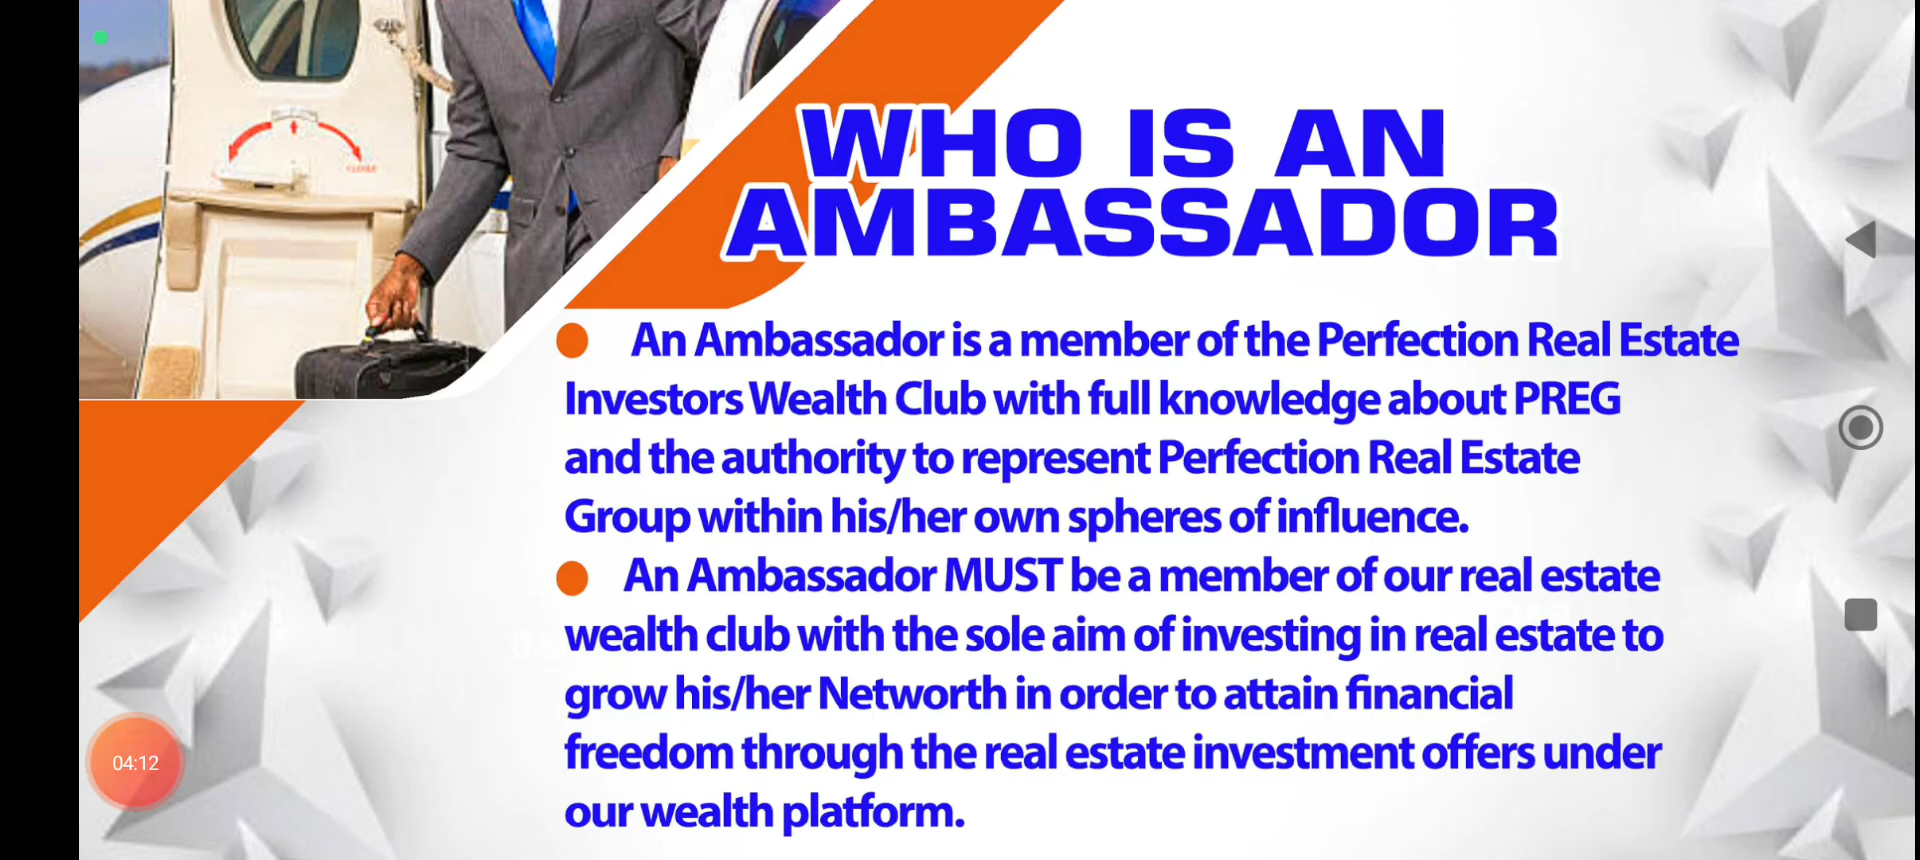 CLOSE
WHO IS AN
AMBASSADOR
An Ambassador is a member of the Perfection Real Estate
Investors Wealth Club with full knowledge about PREG
and the authority to represent Perfection Real Estate
Group within his/her own spheres of influence.
An Ambassador MUST be a member of our real estate
wealth club with the sole aim of investing in real estate to
grow his/her Networth in order to attain financial
freedom through the real estate investment offers under
our wealth platform.
04:12